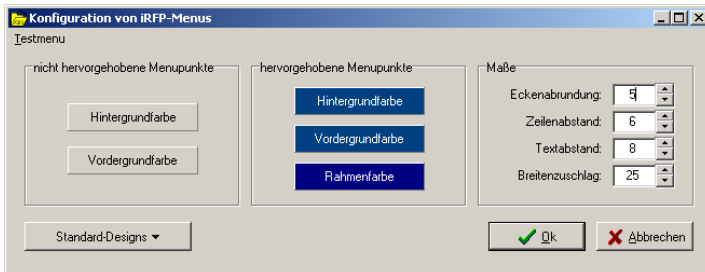 Konfiguration von iRFP-Menus
Testmenu
nicht hervorgehobene Menupunkte
Hintergrundfarbe
Vordergrundfarbe
hervorgehobene Menupunkte
Hintergrundfarbe
Vordergrundfarbe
Rahmenfarbe
Maße
Eckenabrundung: 5
Zeilenabstand: 6
Textabstand: 8
Breitenzuschlag: 25
Standard-Designs
Ok
Abbrechen